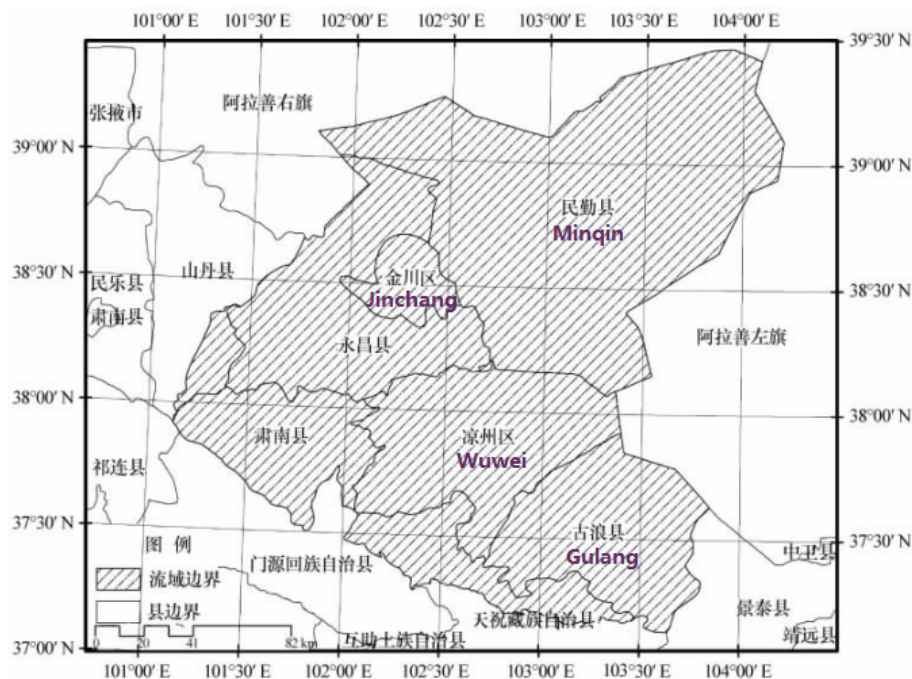 101°00′ E 101°30′ E 102°00′ E 102°30′ E 103°00′ E 103°30′ E 104°00′ E
39°30′ N
阿拉善右旗
张掖市
39°00′ N
39°00′ N
民勤县
Minqin
38°30′ N
山丹县
金川区
民乐县
Jinchang
38°30′ N
肃南县
永昌县
阿拉善左旗
38°00′ N
38°00′ N
肃南县
凉州区
Wuwei
祁连县
37°30′ N
古浪县
图 例
门源回族自治县
Gulang
中卫县
37°30′ N
流域边界
县边界
天祝藏族自治县
景泰县
0 20 41 82 km
互助土族自治县
靖远县
37°00′ N
37°00′ N
101°00′ E 101°30′ E 102°00′ E 102°30′ E 103°00′ E 103°30′ E 104°00′ E